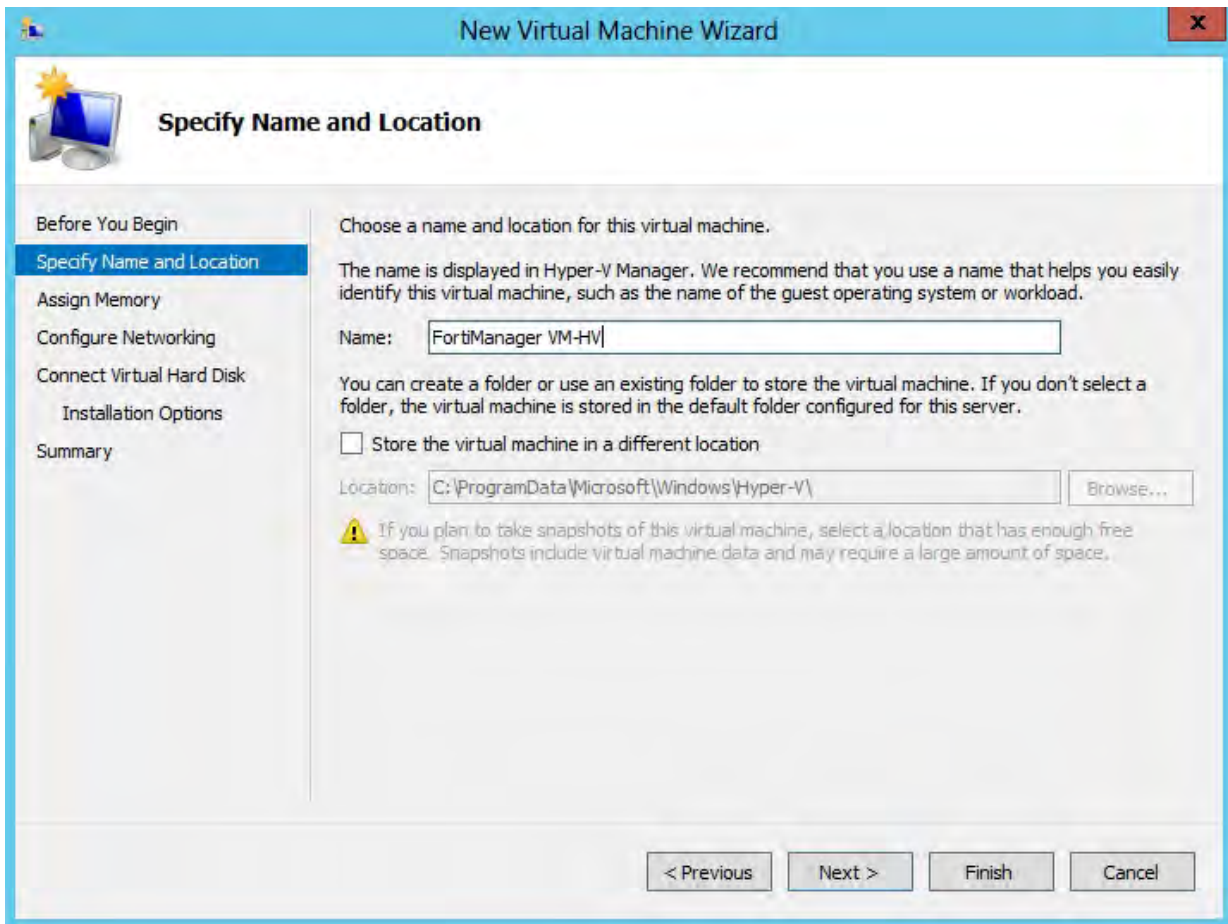 New Virtual Machine Wizard
x
Specify Name and Location
Before You Begin
Specify Name and Location
Assign Memory
Configure Networking
Connect Virtual Hard Disk
Installation Options
Summary
Choose a name and location for this virtual machine.
The name is displayed in Hyper-V Manager. We recommend that you use a name that helps you easily
identify this virtual machine, such as the name of the guest operating system or workload.
Name: FortiManager VM-HV
You can create a folder or use an existing folder to store the virtual machine. If you don't select a
folder, the virtual machine is stored in the default folder configured for this server.
Store the virtual machine in a different location
Location: C:\ProgramData\Microsoft\Windows\Hyper-V\ Browse...
If you plan to take snapshots of this virtual machine, select a location that has enough free
space. Snapshots include virtual machine data and may require a large amount of space.
< Previous Next > Finish Cancel